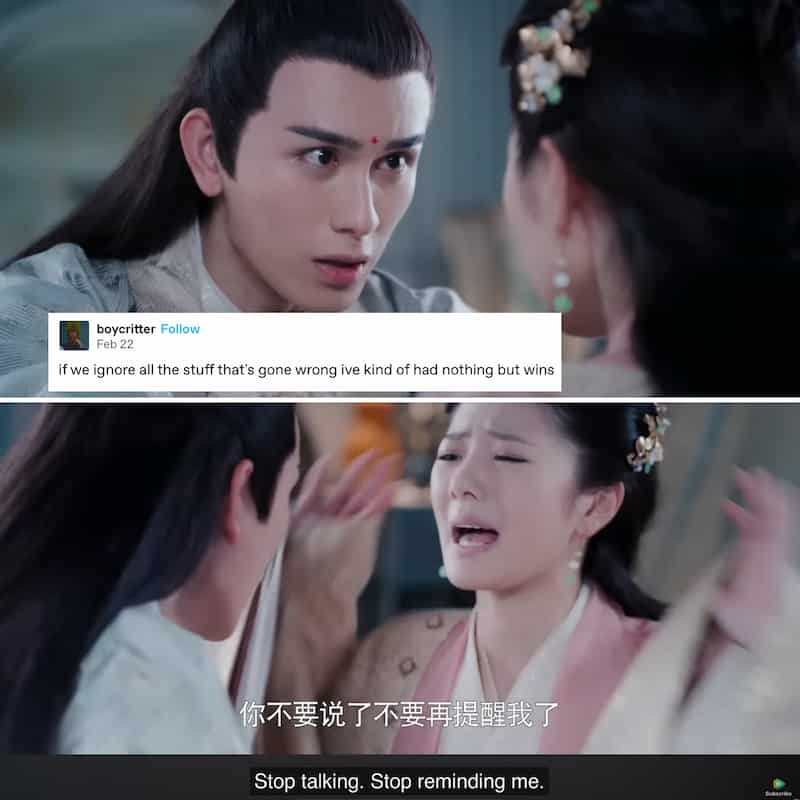 boycritter Follow
Feb 22
if we ignore all the stuff that's gone wrong ive kind of had nothing but wins
你不要说了不要再提醒我了
Stop talking. Stop reminding me.
Subscribe